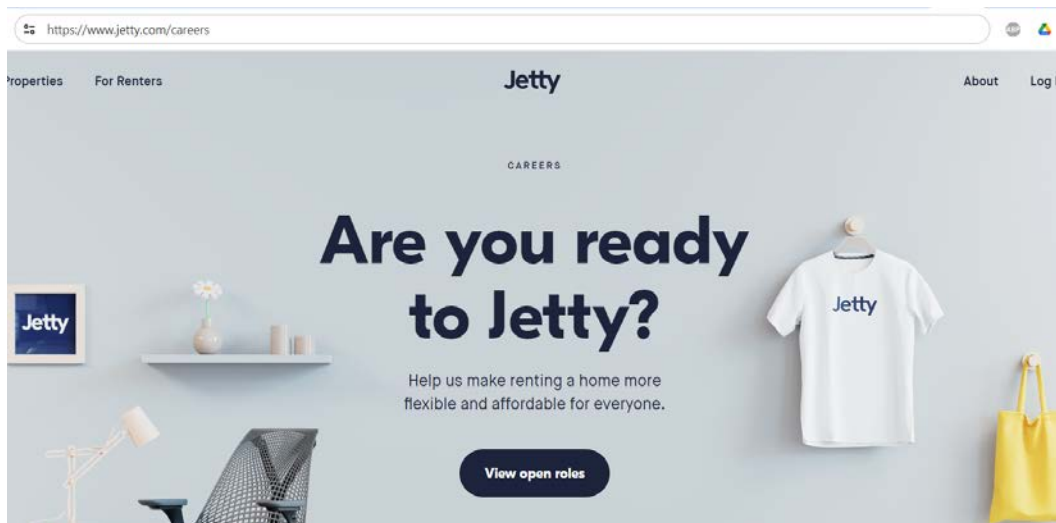 https://www.jetty.com/careers
Properties For Renters Jetty About Log
CAREERS
Are you ready
to Jetty?
Jetty
Jetty
Help us make renting a home more
flexible and affordable for everyone.
View open roles